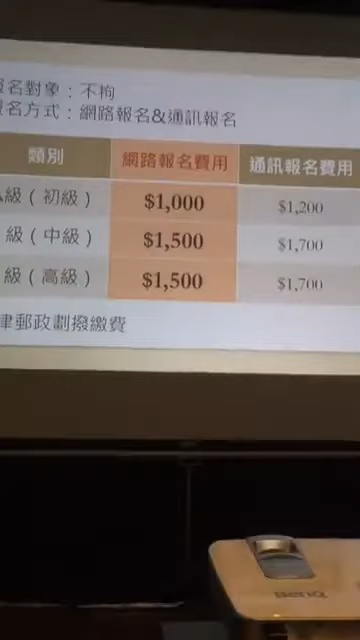 報名對象：不拘
報名方式：網路報名&通訊報名
類別 網路報名費用 通訊報名費用
級（初級） $1,000 $1,200
級（中級） $1,500 $1,700
級（高級） $1,500 $1,700
郵政劃撥繳費
BenQ